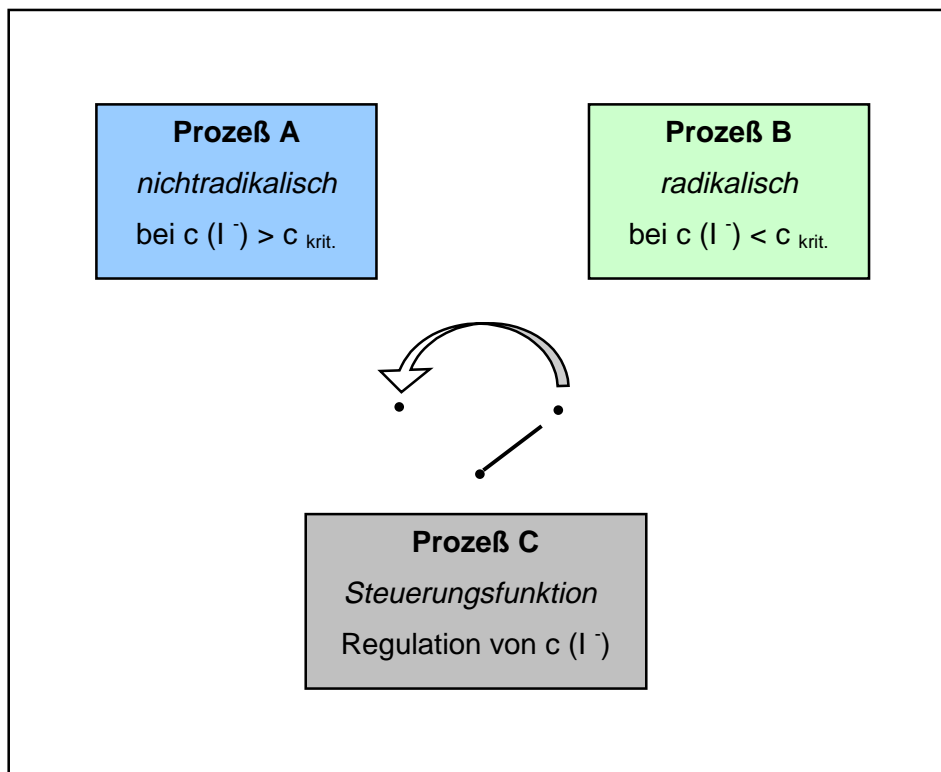 Prozeß A
nichtradikalisch
bei c (I ⁻) > c krit.
Prozeß B
radikalisch
bei c (I ⁻) < c krit.
Prozeß C
Steuerungsfunktion
Regulation von c (I ⁻)